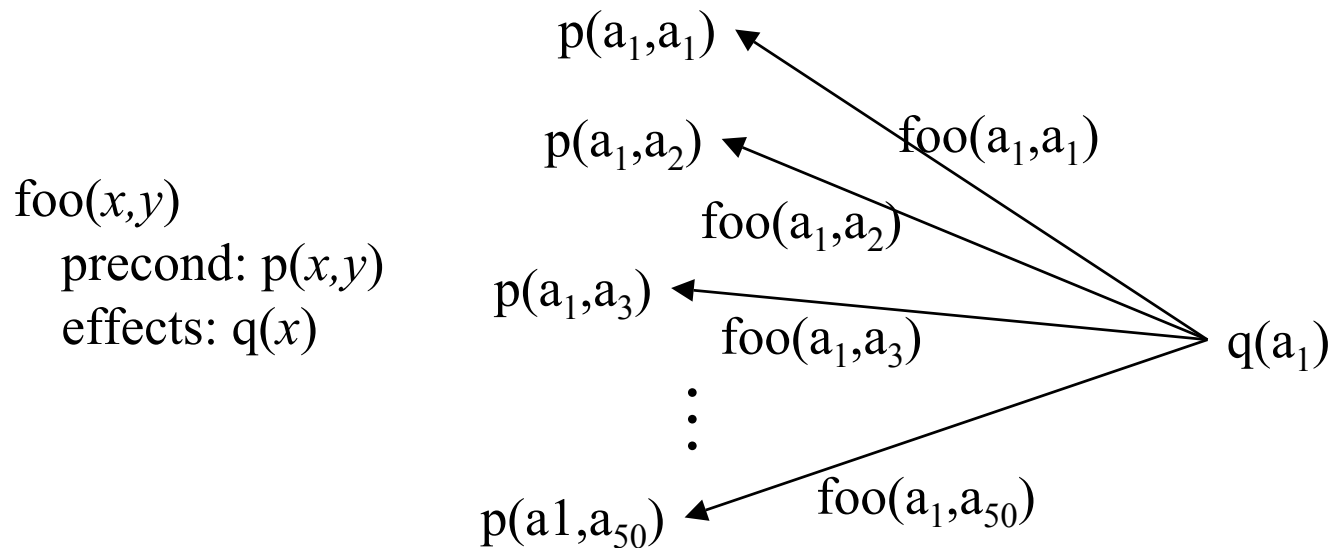 foo(x,y)
precond: p(x,y)
effects: q(x)
p(a₁,a₁)
foo(a₁,a₁)
p(a₁,a₂)
foo(a₁,a₂)
p(a₁,a₃)
foo(a₁,a₃)
q(a₁)
⋮
foo(a₁,a₅₀)
p(a1,a₅₀)